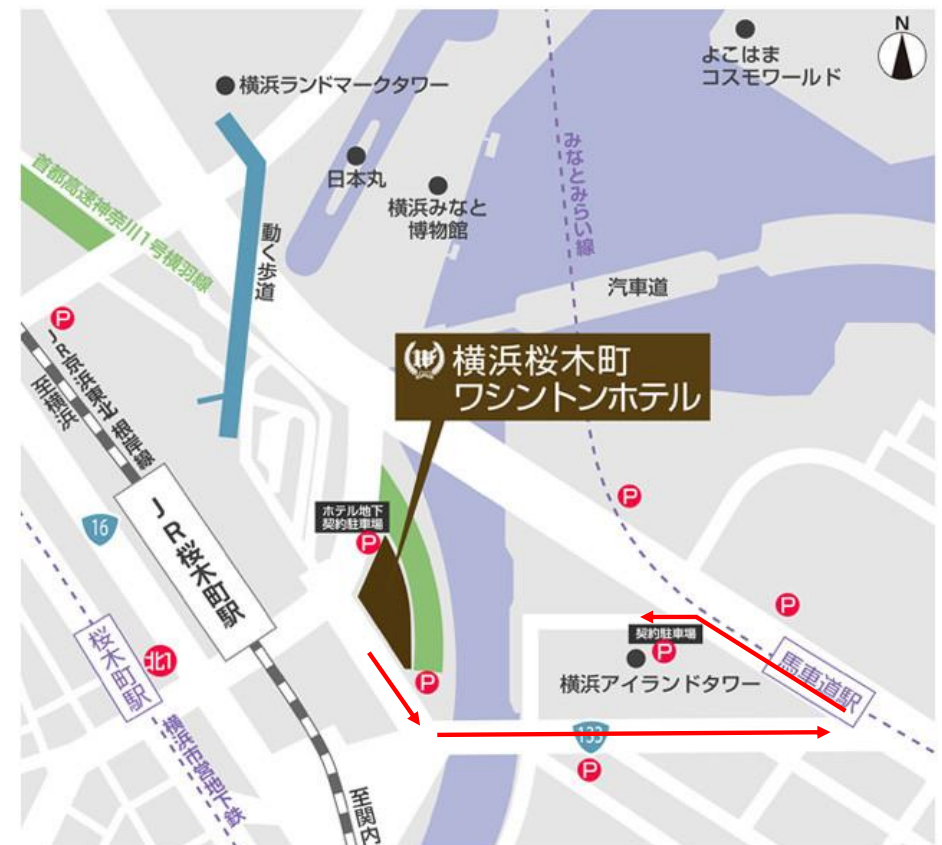 N
よこはま
コスモワールド
横浜ランドマークタワー
みなとみらい線
日本丸
横浜みなと
博物館
首都高速神奈川1号横羽線
動く歩道
汽車道
P
横浜桜木町
ワシントンホテル
JR京浜東北 根岸線
至横浜
P
ホテル地下
契約駐車場
P
16
JR桜木町駅
P
契約駐車場
P
横浜アイランドタワー
馬車道駅
桜木町駅
北1
P
133
P
横浜市営地下鉄
至関内